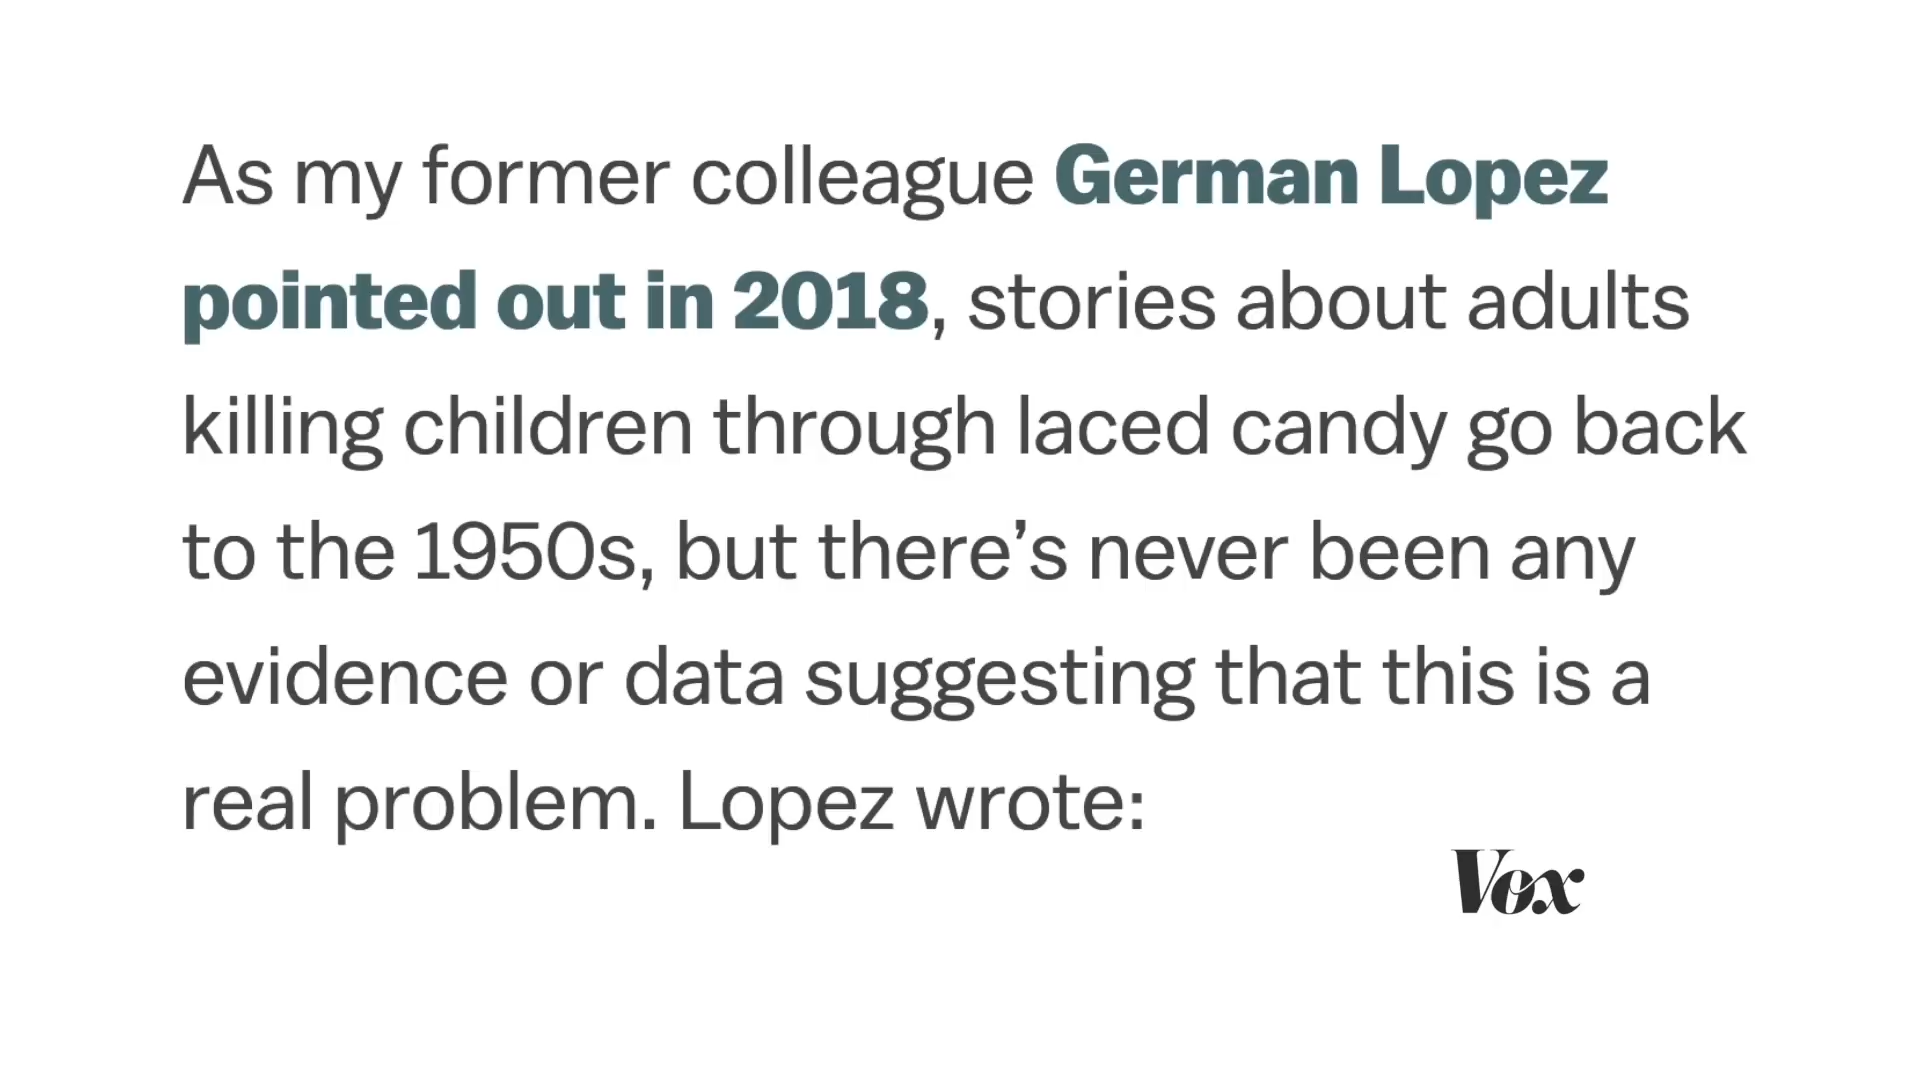 As my former colleague German Lopez
pointed out in 2018, stories about adults
killing children through laced candy go back
to the 1950s, but there’s never been any
evidence or data suggesting that this is a
real problem. Lopez wrote:
Vox